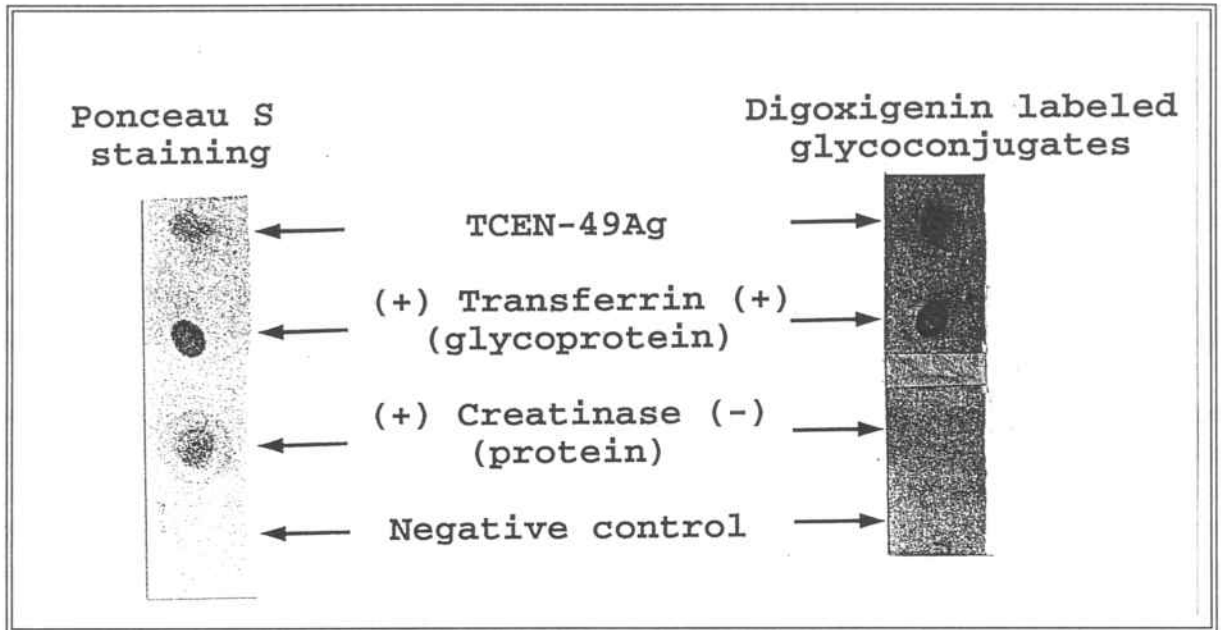 Ponceau S
staining
Digoxigenin labeled
glycoconjugates
TCEN-49Ag
(+) Transferrin (+)
(glycoprotein)
(+) Creatinase (-)
(protein)
Negative control